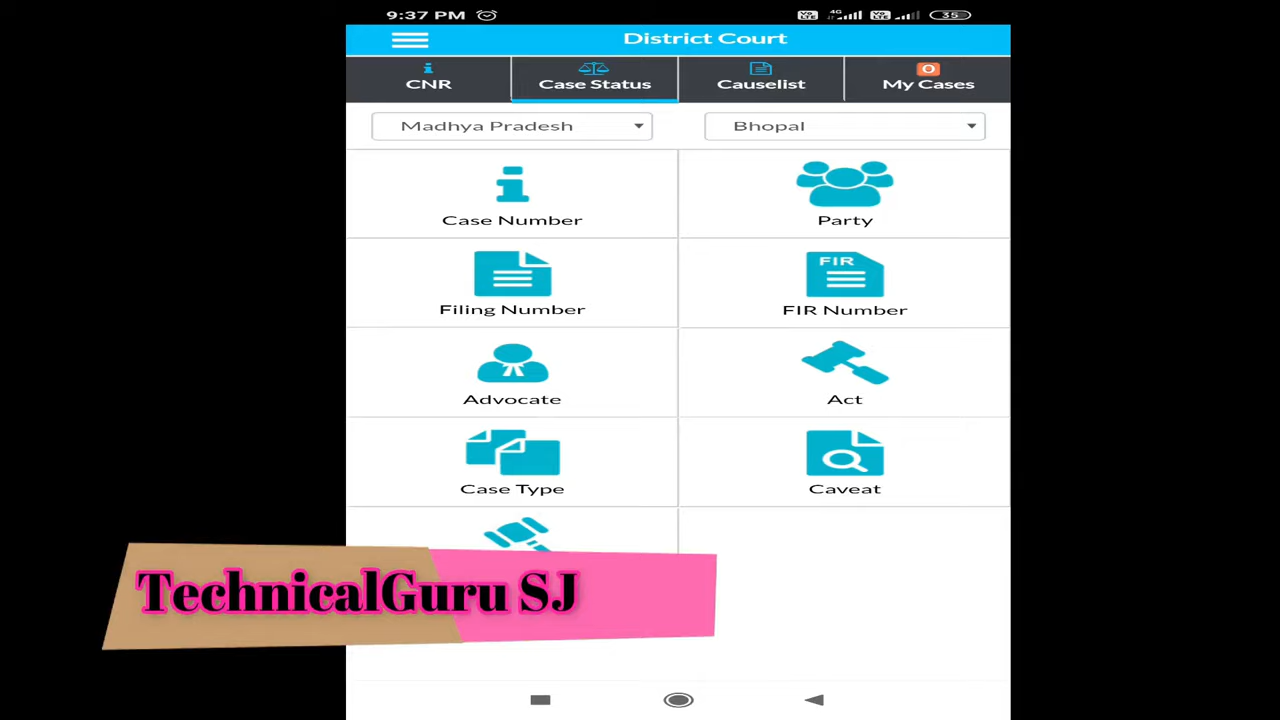 9:37 PM
4G
35
District Court
CNR
Case Status
Causelist
0
My Cases
Madhya Pradesh
Bhopal
Case Number
Party
Filing Number
FIR
FIR Number
Advocate
Act
Case Type
Caveat
TechnicalGuru SJ